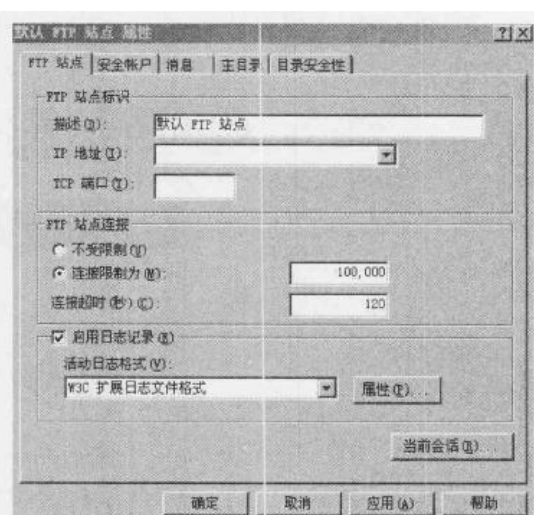 默认 FTP 站点 属性
FTP 站点 安全帐户 消息 主目录 目录安全性
FTP 站点标识
描述(D): 默认 FTP 站点
IP 地址(I):
TCP 端口(T):
FTP 站点连接
不受限制(U)
连接限制为(M): 100,000
连接超时(秒)(C): 120
启用日志记录(E)
活动日志格式(V):
W3C 扩展日志文件格式 属性(P)...
当前会话(R)...
确定 取消 应用(A) 帮助